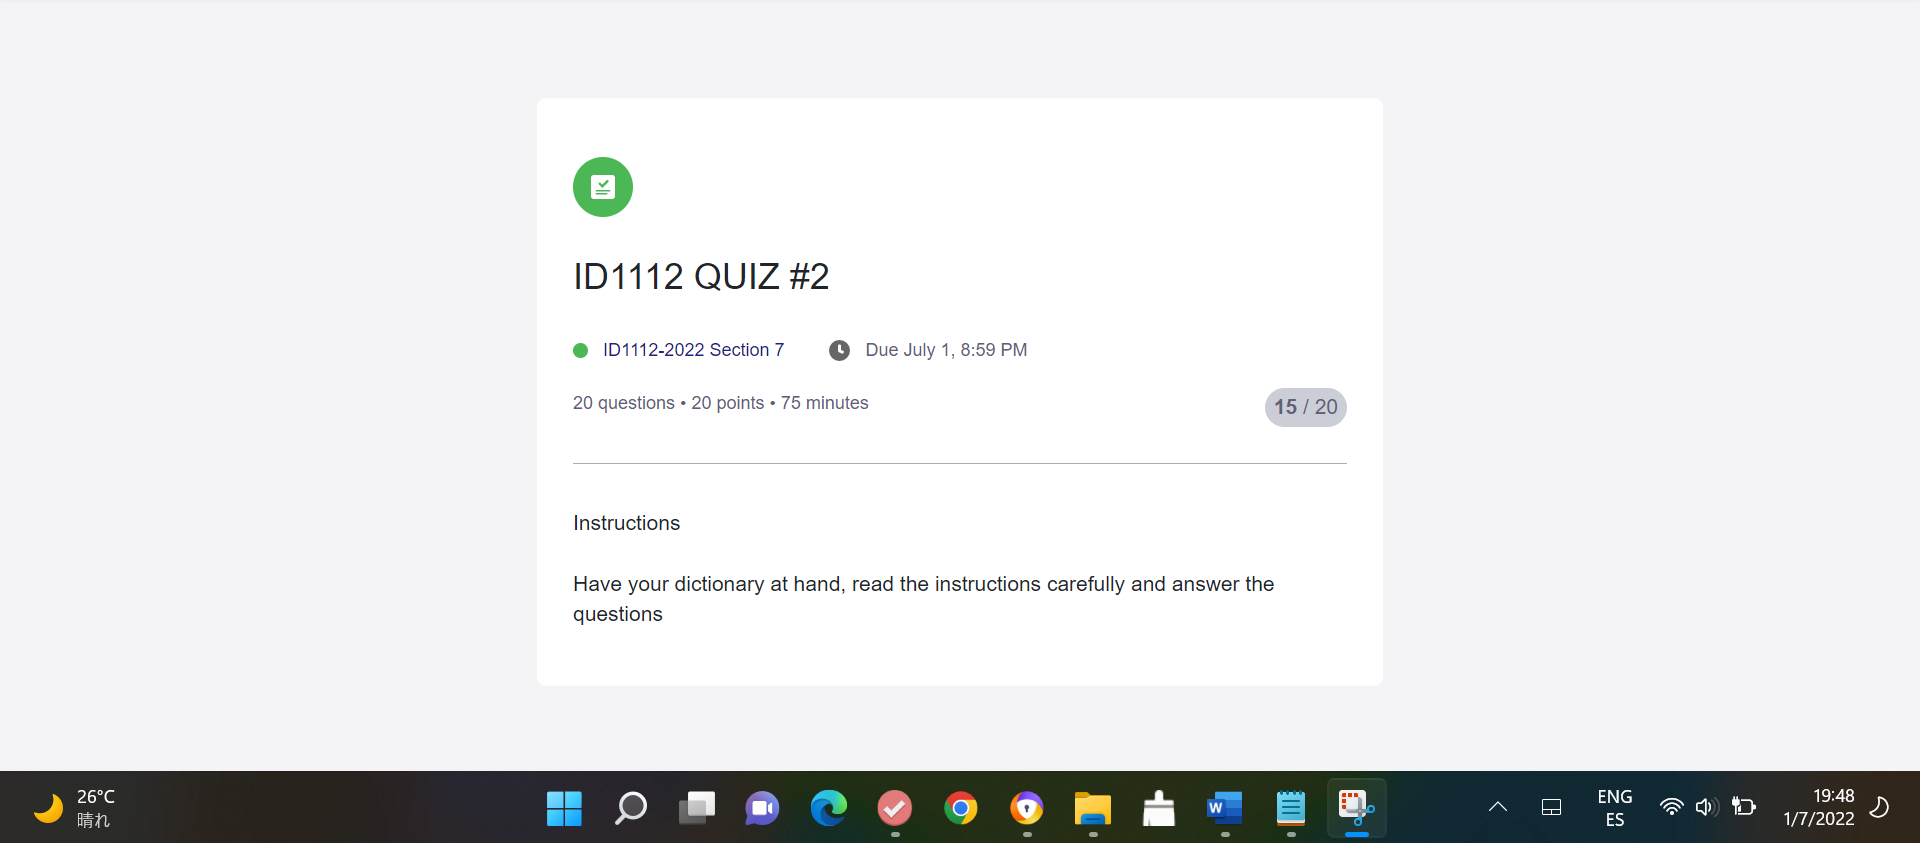 ID1112 QUIZ #2
ID1112-2022 Section 7 Due July 1, 8:59 PM
20 questions • 20 points • 75 minutes
15 / 20
Instructions
Have your dictionary at hand, read the instructions carefully and answer the
questions
26°C
晴れ
W
ENG
ES
19:48
1/7/2022